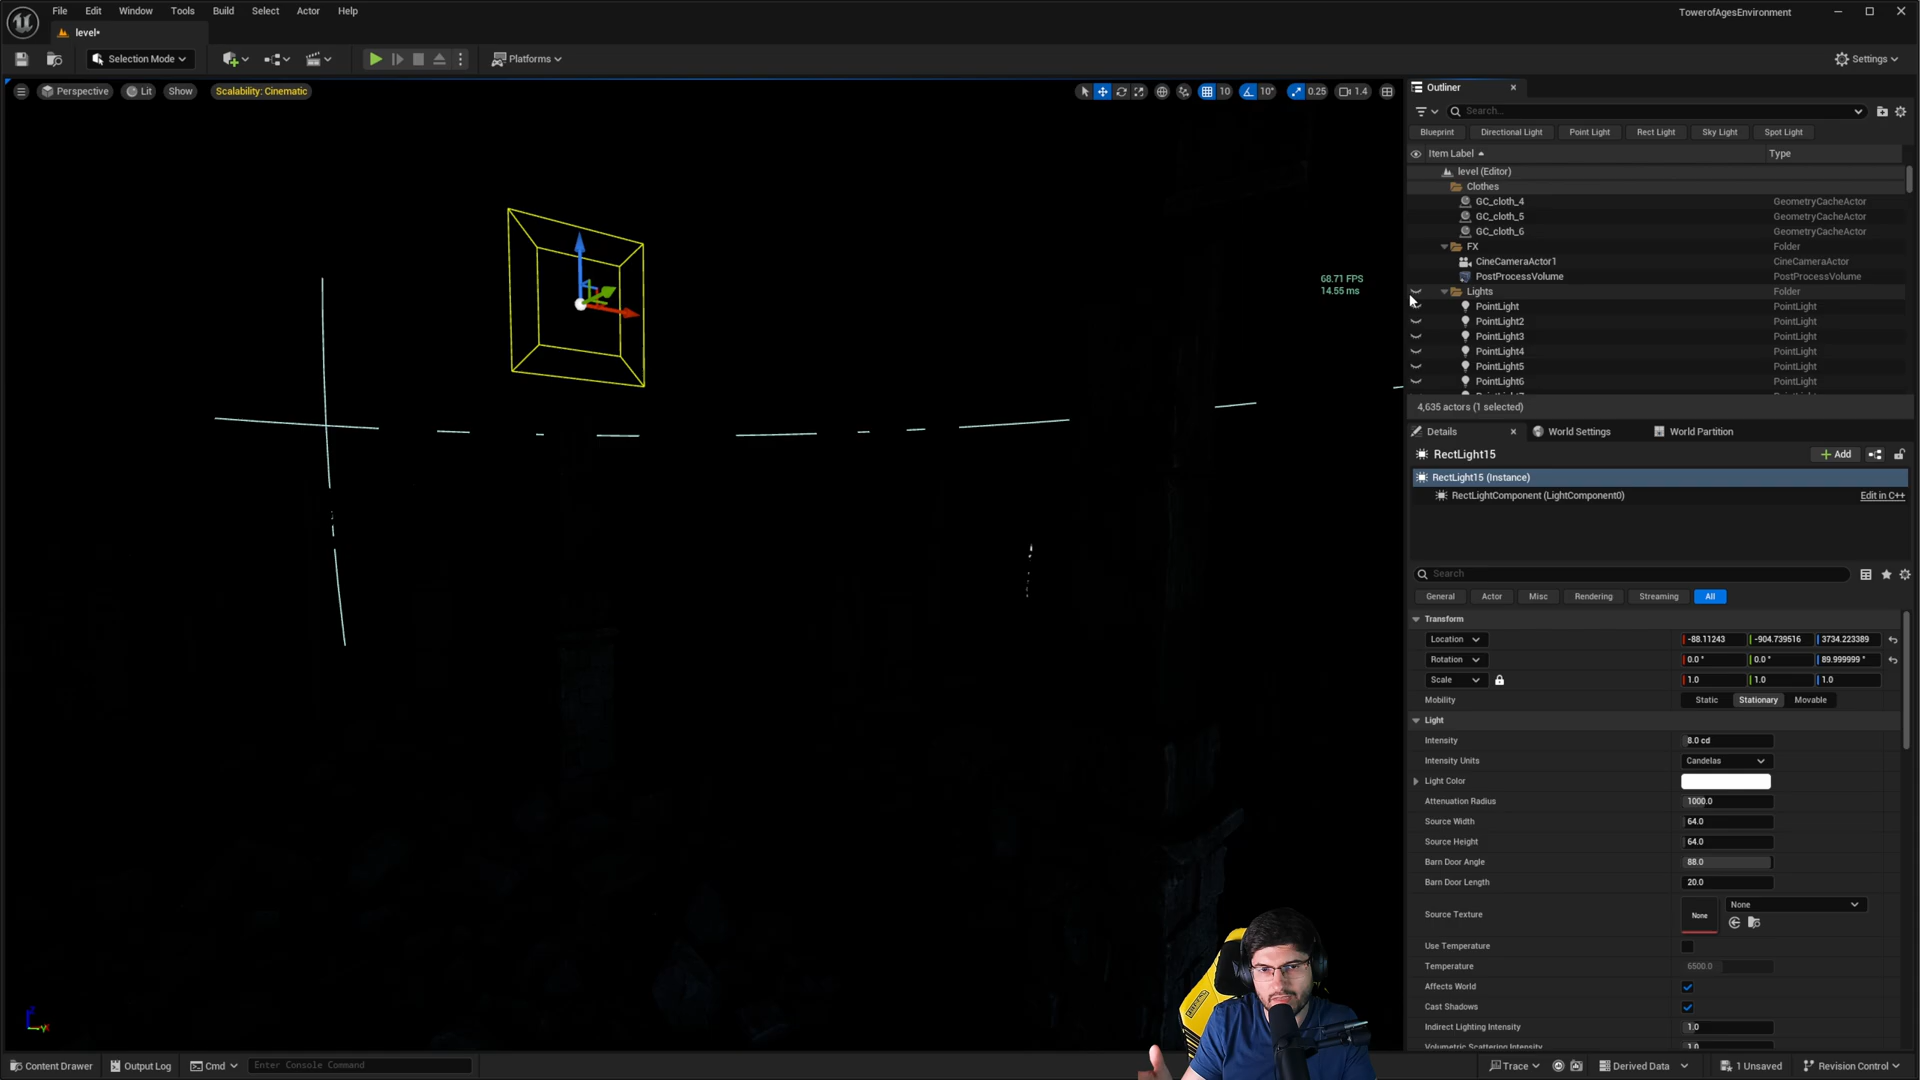 File Edit Window Tools Build Select Actor Help
TowerofAgesEnvironment
level*
Selection Mode
Platforms
Settings
Perspective Lit Show Scalability: Cinematic
10 10° 0.25 1.4
Outliner
Search...
Blueprint Directional Light Point Light Rect Light Sky Light Spot Light
Item Label Type
level (Editor)
Clothes
GC_cloth_4 GeometryCacheActor
GC_cloth_5 GeometryCacheActor
GC_cloth_6 GeometryCacheActor
FX Folder
CineCameraActor1 CineCameraActor
PostProcessVolume PostProcessVolume
Lights Folder
PointLight PointLight
PointLight2 PointLight
PointLight3 PointLight
PointLight4 PointLight
PointLight5 PointLight
PointLight6 PointLight
68.71 FPS
14.55 ms
4,635 actors (1 selected)
Details World Settings World Partition
RectLight15
Add
RectLight15 (Instance)
RectLightComponent (LightComponent0) Edit in C++
Search
General Actor Misc Rendering Streaming All
Transform
Location -88.11243 -904.739516 3734.223389
Rotation 0.0 ° 0.0 ° 89.999999 °
Scale 1.0 1.0 1.0
Mobility Static Stationary Movable
Light
Intensity 8.0 cd
Intensity Units Candelas
Light Color
Attenuation Radius 1000.0
Source Width 64.0
Source Height 64.0
Barn Door Angle 88.0
Barn Door Length 20.0
Source Texture None None
Use Temperature
Temperature 6500.0
Affects World
Cast Shadows
Indirect Lighting Intensity 1.0
Volumetric Scattering Intensity 1.0
Content Drawer Output Log Cmd Enter Console Command
Trace Derived Data 1 Unsaved Revision Control